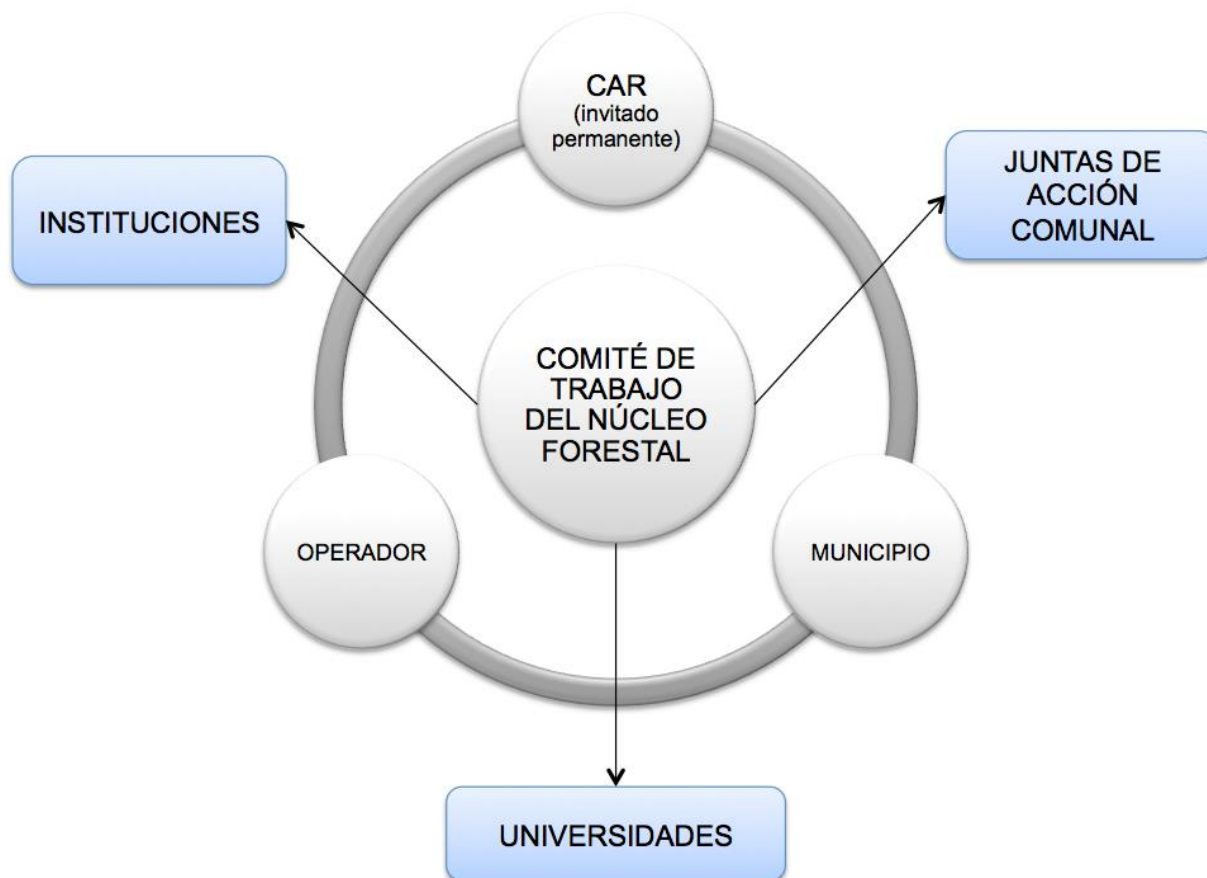 CAR
(invitado
permanente)
INSTITUCIONES
JUNTAS DE
ACCIÓN
COMUNAL
COMITÉ DE
TRABAJO
DEL NÚCLEO
FORESTAL
OPERADOR
MUNICIPIO
UNIVERSIDADES